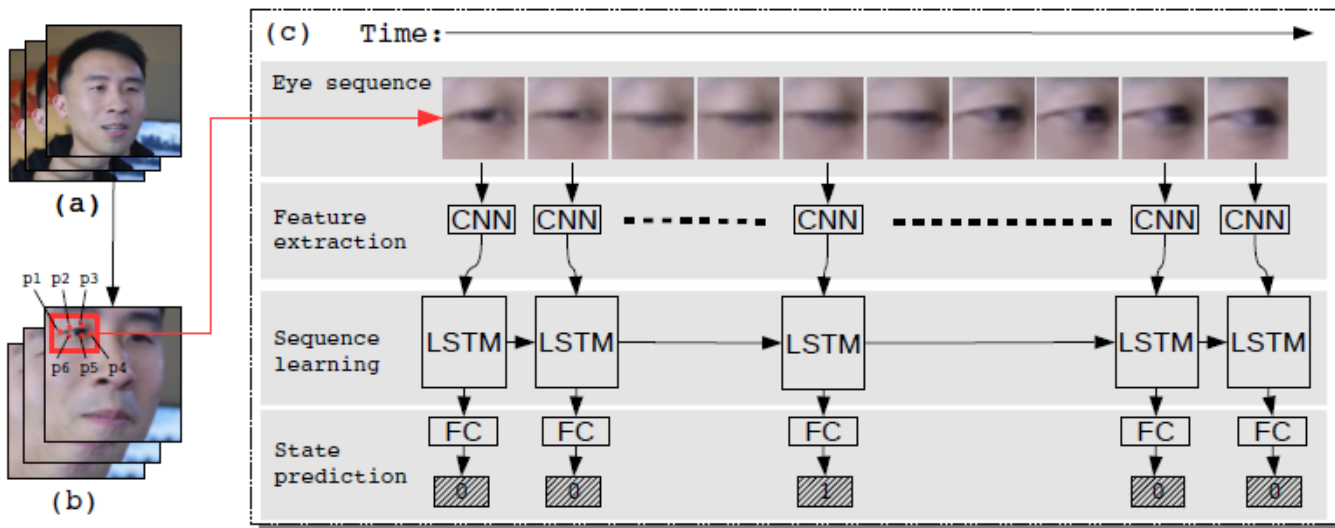 (c) Time:
Eye sequence
(a)
Feature
extraction
CNN CNN CNN CNN CNN
p1 p2 p3
p6 p5 p4
Sequence
learning
LSTM LSTM LSTM LSTM LSTM
State
prediction
FC FC FC FC FC
0 0 1 0 0
(b)